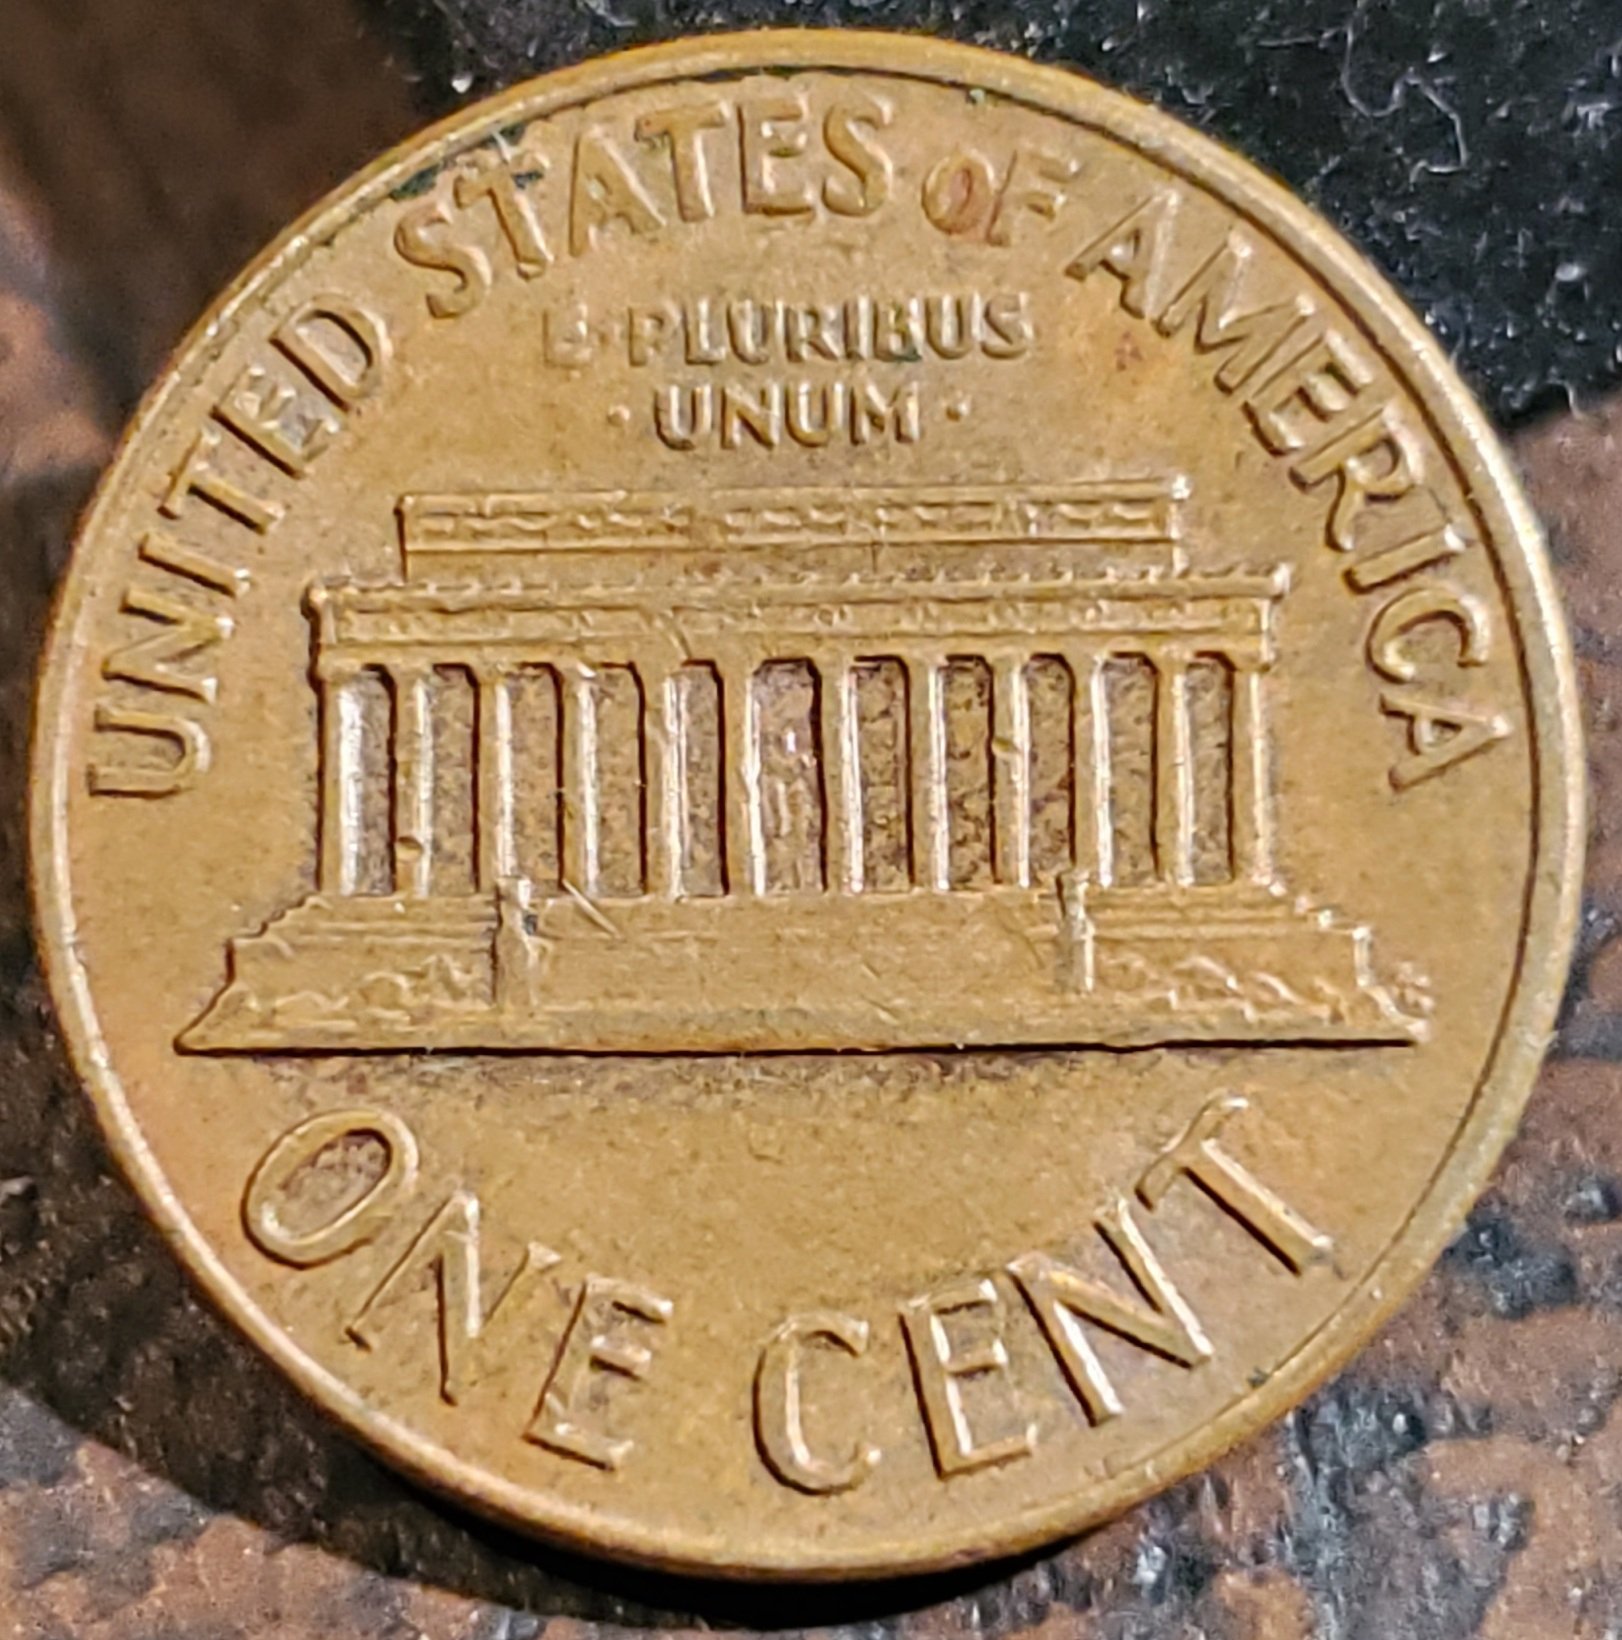 UNITED STATES OF AMERICA
E·PLURIBUS
·UNUM·
ONE CENT